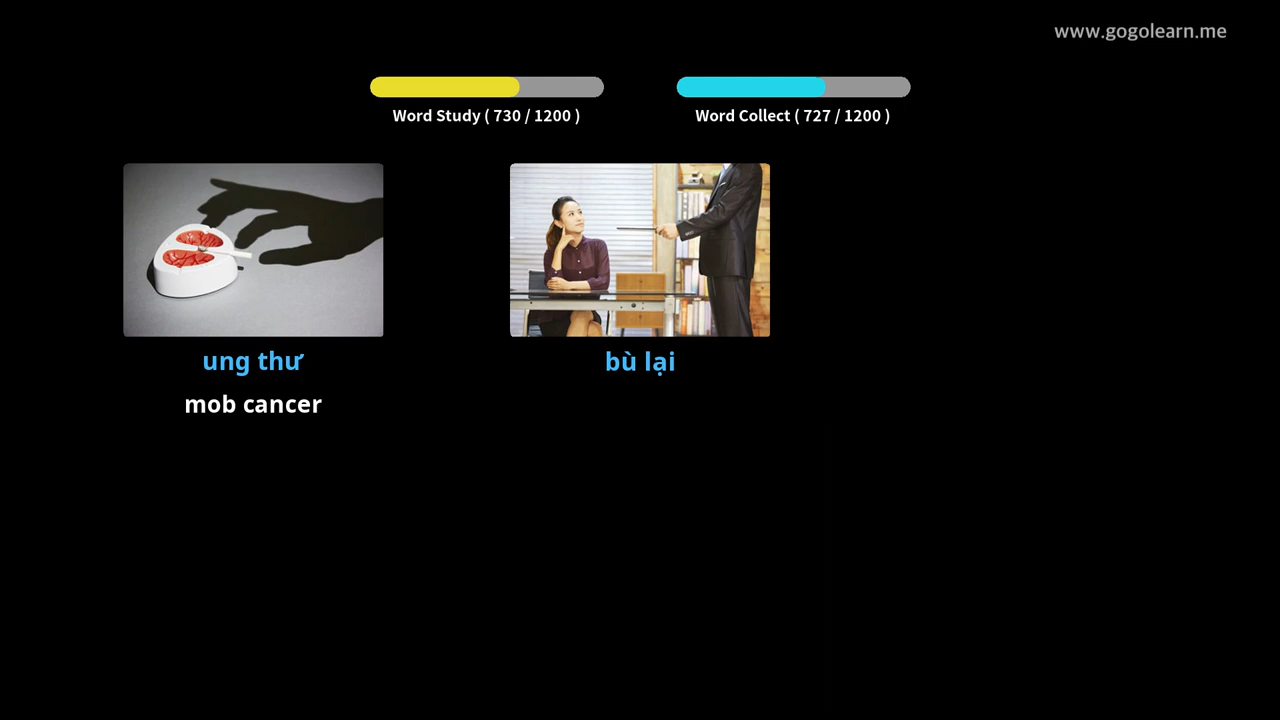 www.gogolearn.me
Word Study ( 730 / 1200 )
Word Collect ( 727 / 1200 )
ung thư
bù lại
mob cancer